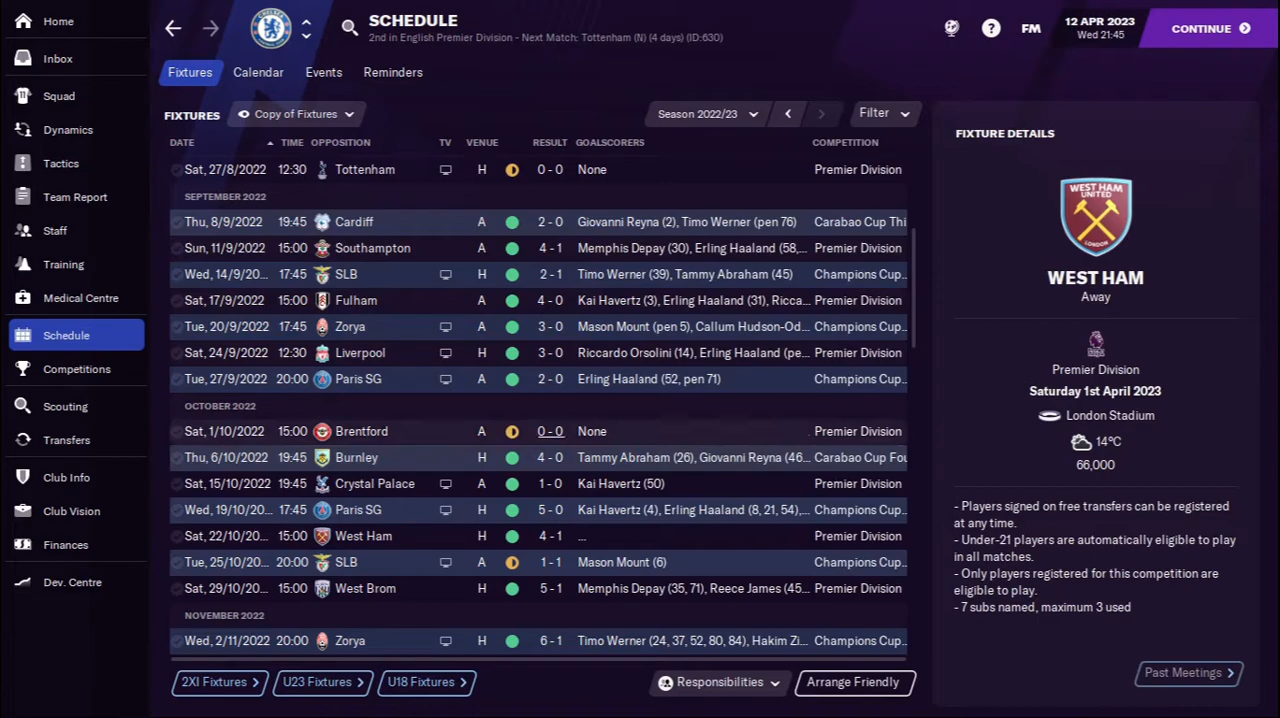 Home
SCHEDULE
2nd in English Premier Division - Next Match: Tottenham (N) (4 days) (ID:630)
FM
12 APR 2023
Wed 21:45
CONTINUE
Inbox
Squad
Dynamics
Tactics
Team Report
Staff
Training
Medical Centre
Schedule
Competitions
Scouting
Transfers
Club Info
Club Vision
Finances
Dev. Centre
Fixtures Calendar Events Reminders
FIXTURES Copy of Fixtures Season 2022/23 Filter
DATE TIME OPPOSITION TV VENUE RESULT GOALSCORERS COMPETITION
Sat, 27/8/2022 12:30 Tottenham H 0 - 0 None Premier Division
SEPTEMBER 2022
Thu, 8/9/2022 19:45 Cardiff A 2 - 0 Giovanni Reyna (2), Timo Werner (pen 76) Carabao Cup Thi
Sun, 11/9/2022 15:00 Southampton A 4 - 1 Memphis Depay (30), Erling Haaland (58,... Premier Division
Wed, 14/9/20... 17:45 SLB H 2 - 1 Timo Werner (39), Tammy Abraham (45) Champions Cup...
Sat, 17/9/2022 15:00 Fulham A 4 - 0 Kai Havertz (3), Erling Haaland (31), Ricca... Premier Division
Tue, 20/9/2022 17:45 Zorya A 3 - 0 Mason Mount (pen 5), Callum Hudson-Od... Champions Cup...
Sat, 24/9/2022 12:30 Liverpool H 3 - 0 Riccardo Orsolini (14), Erling Haaland (pe... Premier Division
Tue, 27/9/2022 20:00 Paris SG A 2 - 0 Erling Haaland (52, pen 71) Champions Cup...
OCTOBER 2022
Sat, 1/10/2022 15:00 Brentford A 0 - 0 None Premier Division
Thu, 6/10/2022 19:45 Burnley H 4 - 0 Tammy Abraham (26), Giovanni Reyna (46... Carabao Cup Fou
Sat, 15/10/2022 19:45 Crystal Palace A 1 - 0 Kai Havertz (50) Premier Division
Wed, 19/10/20... 17:45 Paris SG H 5 - 0 Kai Havertz (4), Erling Haaland (8, 21, 54),... Champions Cup...
Sat, 22/10/20... 15:00 West Ham H 4 - 1 ... Premier Division
Tue, 25/10/20... 20:00 SLB A 1 - 1 Mason Mount (6) Champions Cup...
Sat, 29/10/20... 15:00 West Brom H 5 - 1 Memphis Depay (35, 71), Reece James (45... Premier Division
NOVEMBER 2022
Wed, 2/11/2022 20:00 Zorya H 6 - 1 Timo Werner (24, 37, 52, 80, 84), Hakim Zi... Champions Cup...
2XI Fixtures U23 Fixtures U18 Fixtures Responsibilities Arrange Friendly
FIXTURE DETAILS
WEST HAM
UNITED
LONDON
WEST HAM
Away
Premier Division
Saturday 1st April 2023
London Stadium
14°C
66,000
- Players signed on free transfers can be registered
at any time.
- Under-21 players are automatically eligible to play
in all matches.
- Only players registered for this competition are
eligible to play.
- 7 subs named, maximum 3 used
Past Meetings